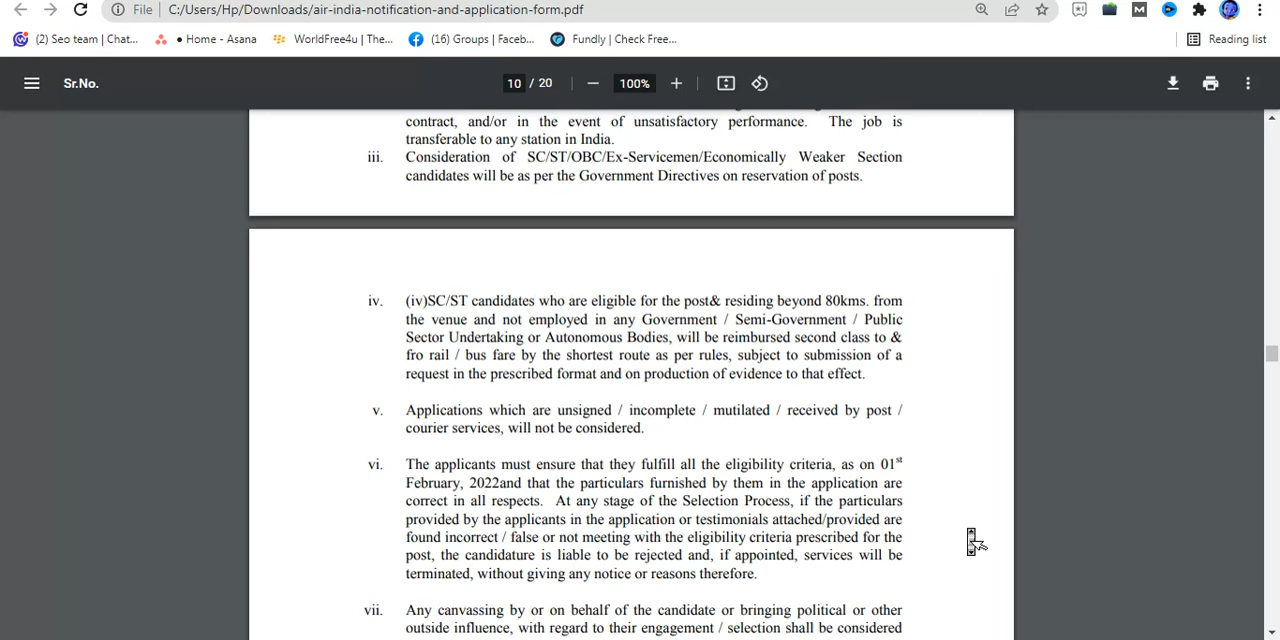 File | C:/Users/Hp/Downloads/air-india-notification-and-application-form.pdf
(2) Seo team | Chat... • Home - Asana WorldFree4u | The... (16) Groups | Faceb... Fundly | Check Free... Reading list
Sr.No. 10 / 20 — 100% +
contract, and/or in the event of unsatisfactory performance. The job is
transferable to any station in India.
iii. Consideration of SC/ST/OBC/Ex-Servicemen/Economically Weaker Section
candidates will be as per the Government Directives on reservation of posts.
iv. (iv)SC/ST candidates who are eligible for the post& residing beyond 80kms. from
the venue and not employed in any Government / Semi-Government / Public
Sector Undertaking or Autonomous Bodies, will be reimbursed second class to &
fro rail / bus fare by the shortest route as per rules, subject to submission of a
request in the prescribed format and on production of evidence to that effect.
v. Applications which are unsigned / incomplete / mutilated / received by post /
courier services, will not be considered.
vi. The applicants must ensure that they fulfill all the eligibility criteria, as on 01st
February, 2022and that the particulars furnished by them in the application are
correct in all respects. At any stage of the Selection Process, if the particulars
provided by the applicants in the application or testimonials attached/provided are
found incorrect / false or not meeting with the eligibility criteria prescribed for the
post, the candidature is liable to be rejected and, if appointed, services will be
terminated, without giving any notice or reasons therefore.
vii. Any canvassing by or on behalf of the candidate or bringing political or other
outside influence, with regard to their engagement / selection shall be considered